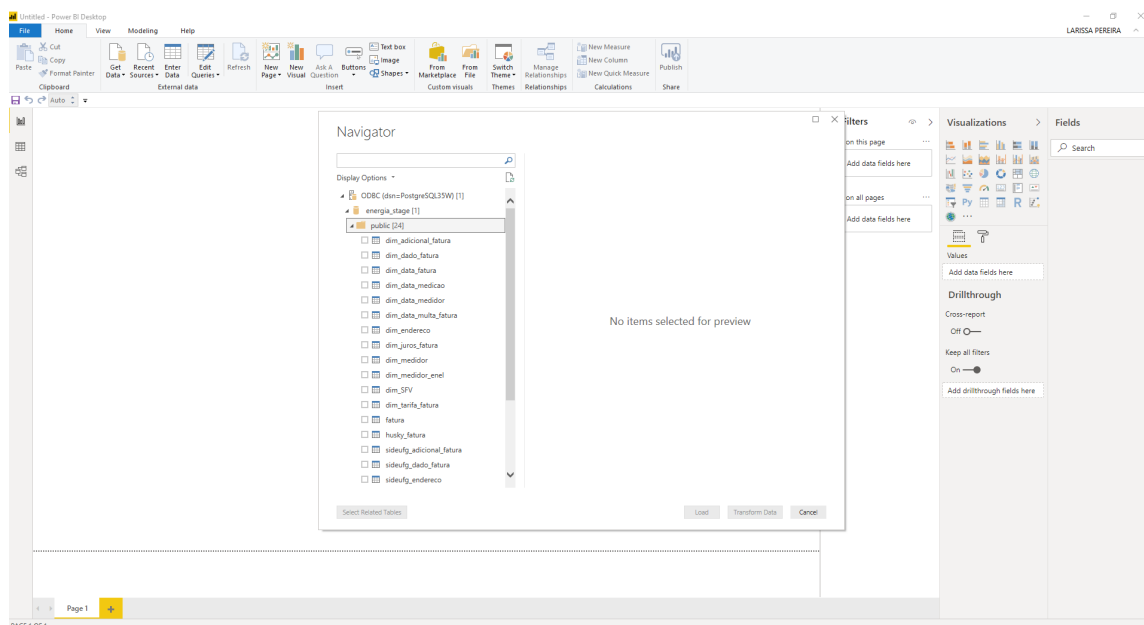 Untitled - Power BI Desktop
LARISSA PEREIRA
File Home View Modeling Help
Paste
Cut
Copy
Format Painter
Clipboard
Get Data
Recent Sources
Enter Data
Edit Queries
Refresh
External data
New Page
New Visual
Ask A Question
Buttons
Text box
Image
Shapes
Insert
From Marketplace
From File
Custom visuals
Switch Theme
Themes
Manage Relationships
Relationships
New Measure
New Column
New Quick Measure
Calculations
Publish
Share
Auto
Navigator
Display Options
ODBC (dsn=PostgreSQL35W) [1]
energia_stage [1]
public [24]
dim_adicional_fatura
dim_dado_fatura
dim_data_fatura
dim_data_medicao
dim_data_medidor
dim_data_multa_fatura
dim_endereco
dim_juros_fatura
dim_medidor
dim_medidor_enel
dim_SFV
dim_tarifa_fatura
fatura
husky_fatura
sideufg_adicional_fatura
sideufg_dado_fatura
sideufg_endereco
No items selected for preview
Select Related Tables
Load
Transform Data
Cancel
Filters
on this page
...
Add data fields here
on all pages
...
Add data fields here
Visualizations
Py
R
...
Values
Add data fields here
Drillthrough
Cross-report
Off
Keep all filters
On
Add drillthrough fields here
Fields
Search
Page 1